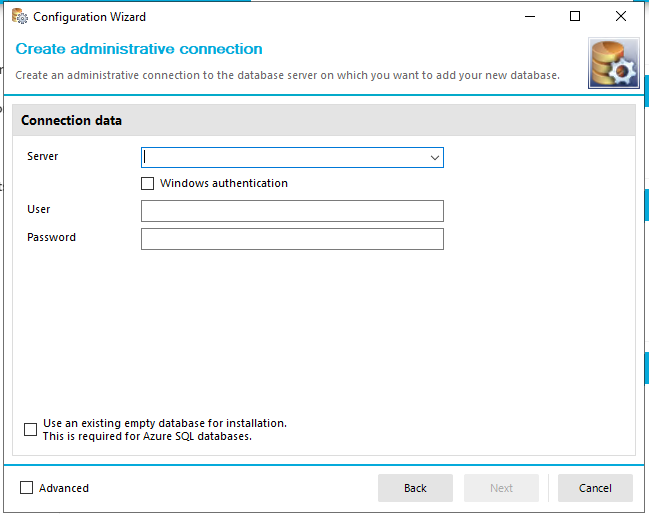 Configuration Wizard
Create administrative connection
Create an administrative connection to the database server on which you want to add your new database.
Connection data
Server
Windows authentication
User
Password
Use an existing empty database for installation.
This is required for Azure SQL databases.
Advanced
Back
Next
Cancel